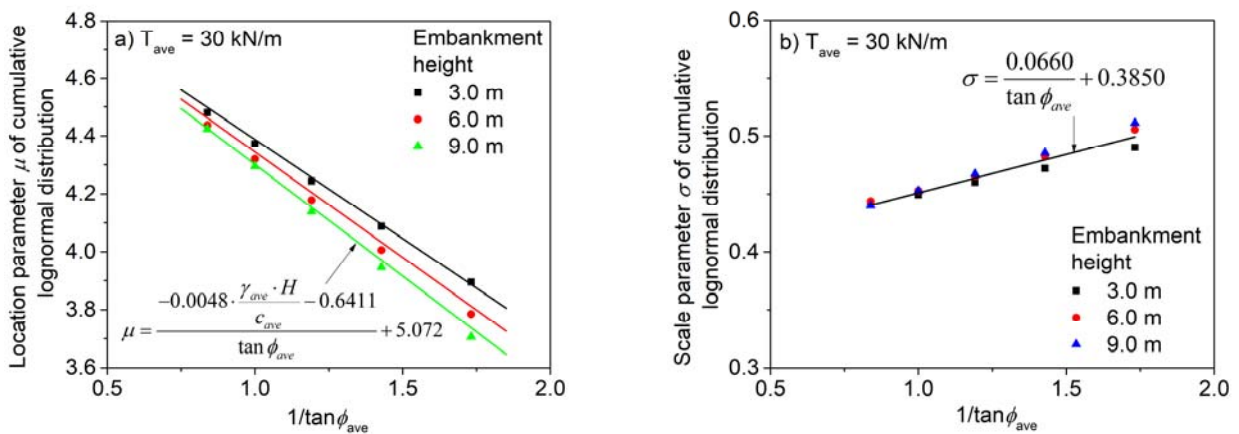 a) T_ave = 30 kN/m
Embankment
height
3.0 m
6.0 m
9.0 m
4.8
4.6
4.4
4.2
4.0
3.8
3.6
Location parameter μ of cumulative
lognormal distribution
μ = (-0.0048 · (γ_ave · H / c_ave) - 0.6411) / tan ϕ_ave + 5.072
0.5 1.0 1.5 2.0
1/tanϕ_ave
b) T_ave = 30 kN/m
σ = 0.0660 / tan ϕ_ave + 0.3850
0.6
0.5
0.4
0.3
Scale parameter σ of cumulative
lognormal distribution
Embankment
height
3.0 m
6.0 m
9.0 m
0.5 1.0 1.5 2.0
1/tanϕ_ave